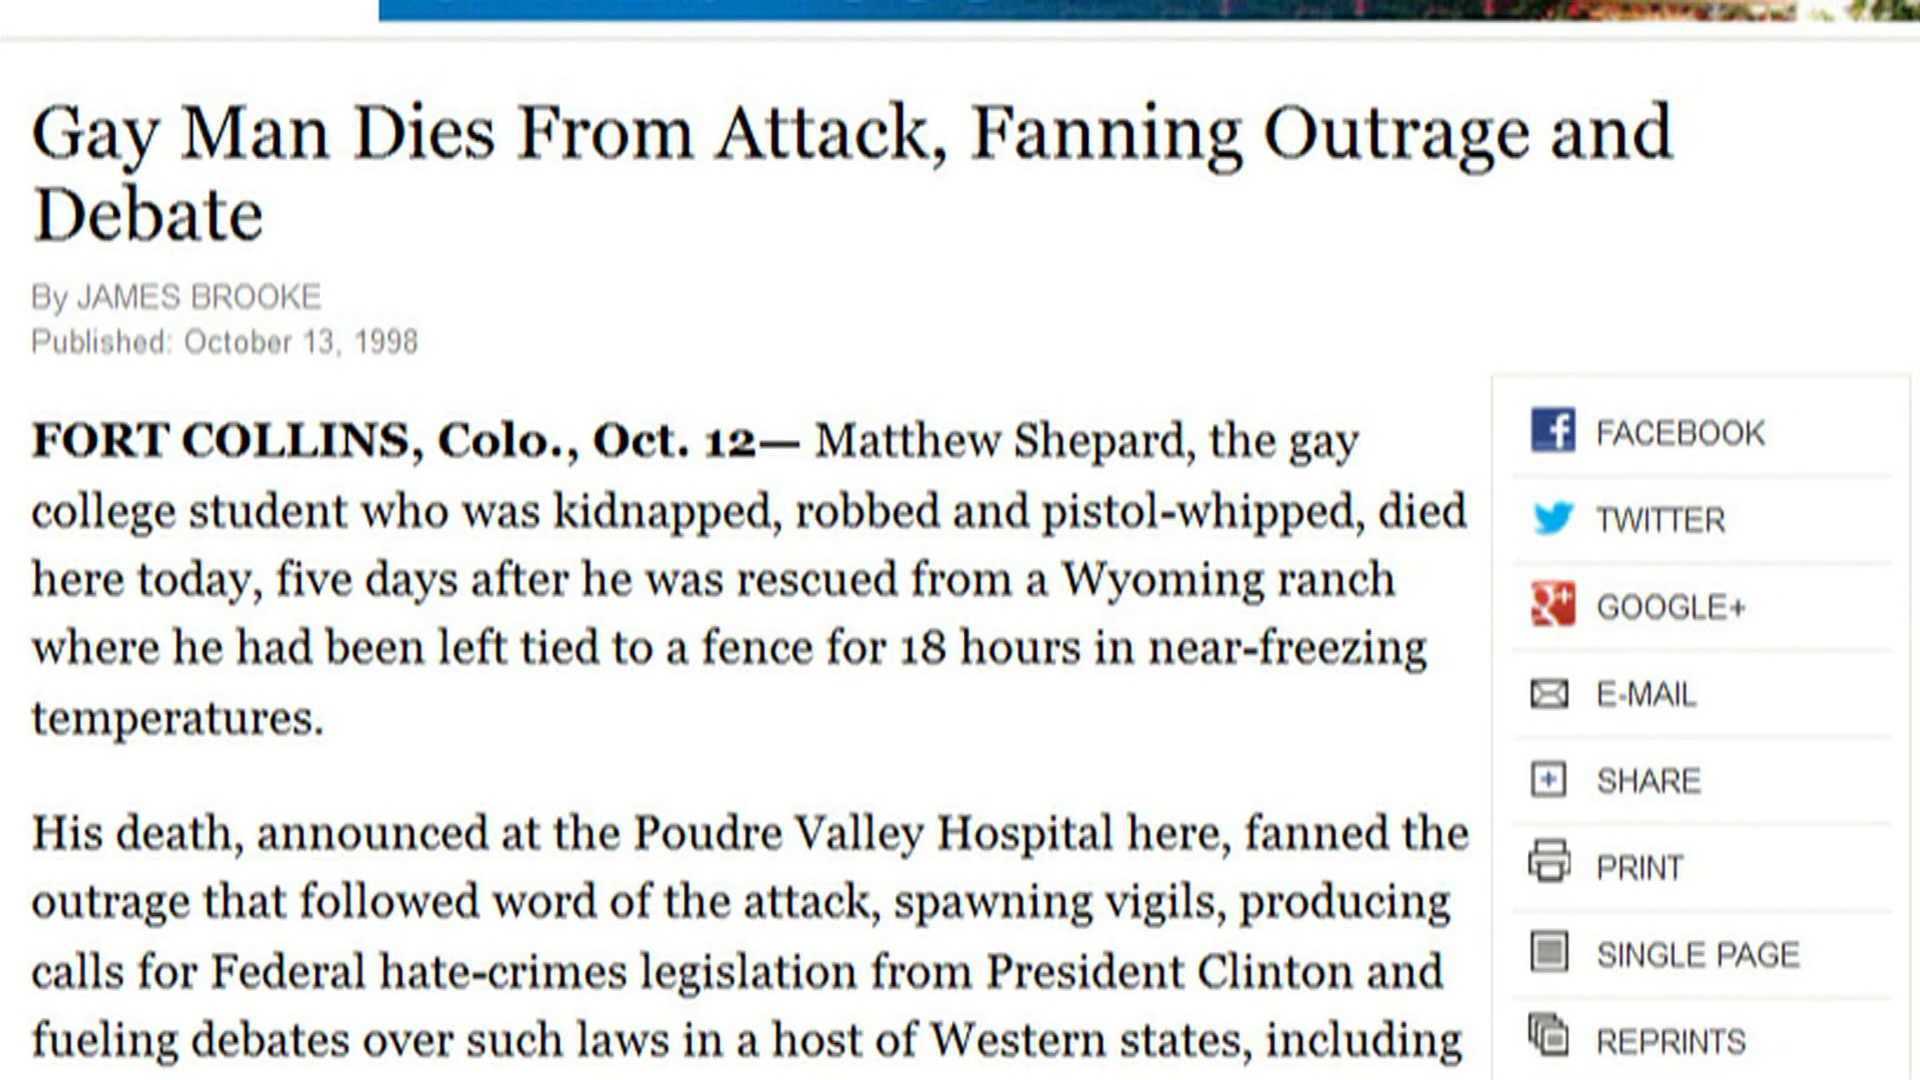 Gay Man Dies From Attack, Fanning Outrage and
Debate
By JAMES BROOKE
Published: October 13, 1998
FORT COLLINS, Colo., Oct. 12— Matthew Shepard, the gay
college student who was kidnapped, robbed and pistol-whipped, died
here today, five days after he was rescued from a Wyoming ranch
where he had been left tied to a fence for 18 hours in near-freezing
temperatures.
His death, announced at the Poudre Valley Hospital here, fanned the
outrage that followed word of the attack, spawning vigils, producing
calls for Federal hate-crimes legislation from President Clinton and
fueling debates over such laws in a host of Western states, including
FACEBOOK
TWITTER
GOOGLE+
E-MAIL
SHARE
PRINT
SINGLE PAGE
REPRINTS